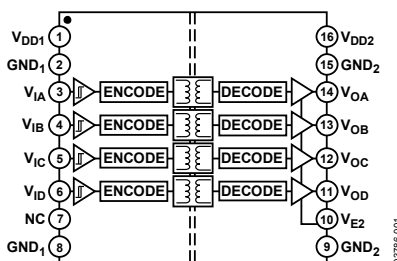 VDD1 1 16 VDD2
GND1 2 15 GND2
VIA 3 ENCODE DECODE 14 VOA
VIB 4 ENCODE DECODE 13 VOB
VIC 5 ENCODE DECODE 12 VOC
VID 6 ENCODE DECODE 11 VOD
NC 7 10 VE2
GND1 8 9 GND2